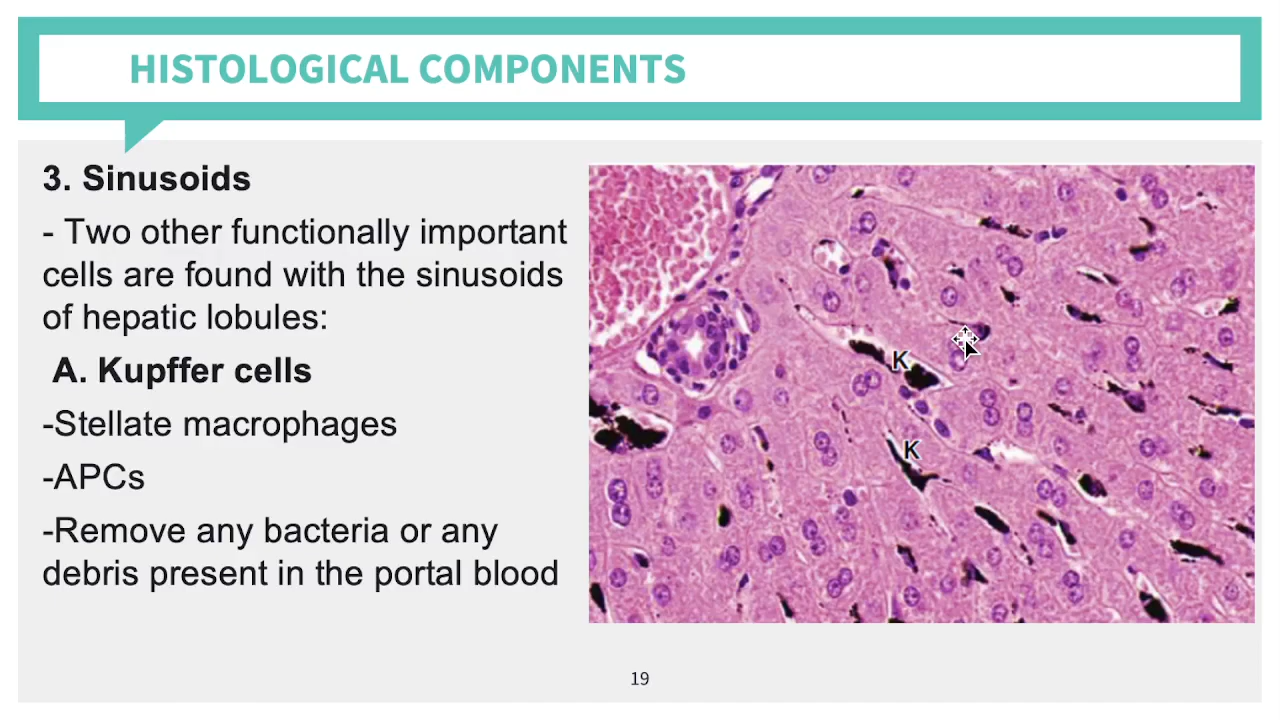 HISTOLOGICAL COMPONENTS
3. Sinusoids
- Two other functionally important
cells are found with the sinusoids
of hepatic lobules:
A. Kupffer cells
-Stellate macrophages
-APCs
-Remove any bacteria or any
debris present in the portal blood
K
K
19